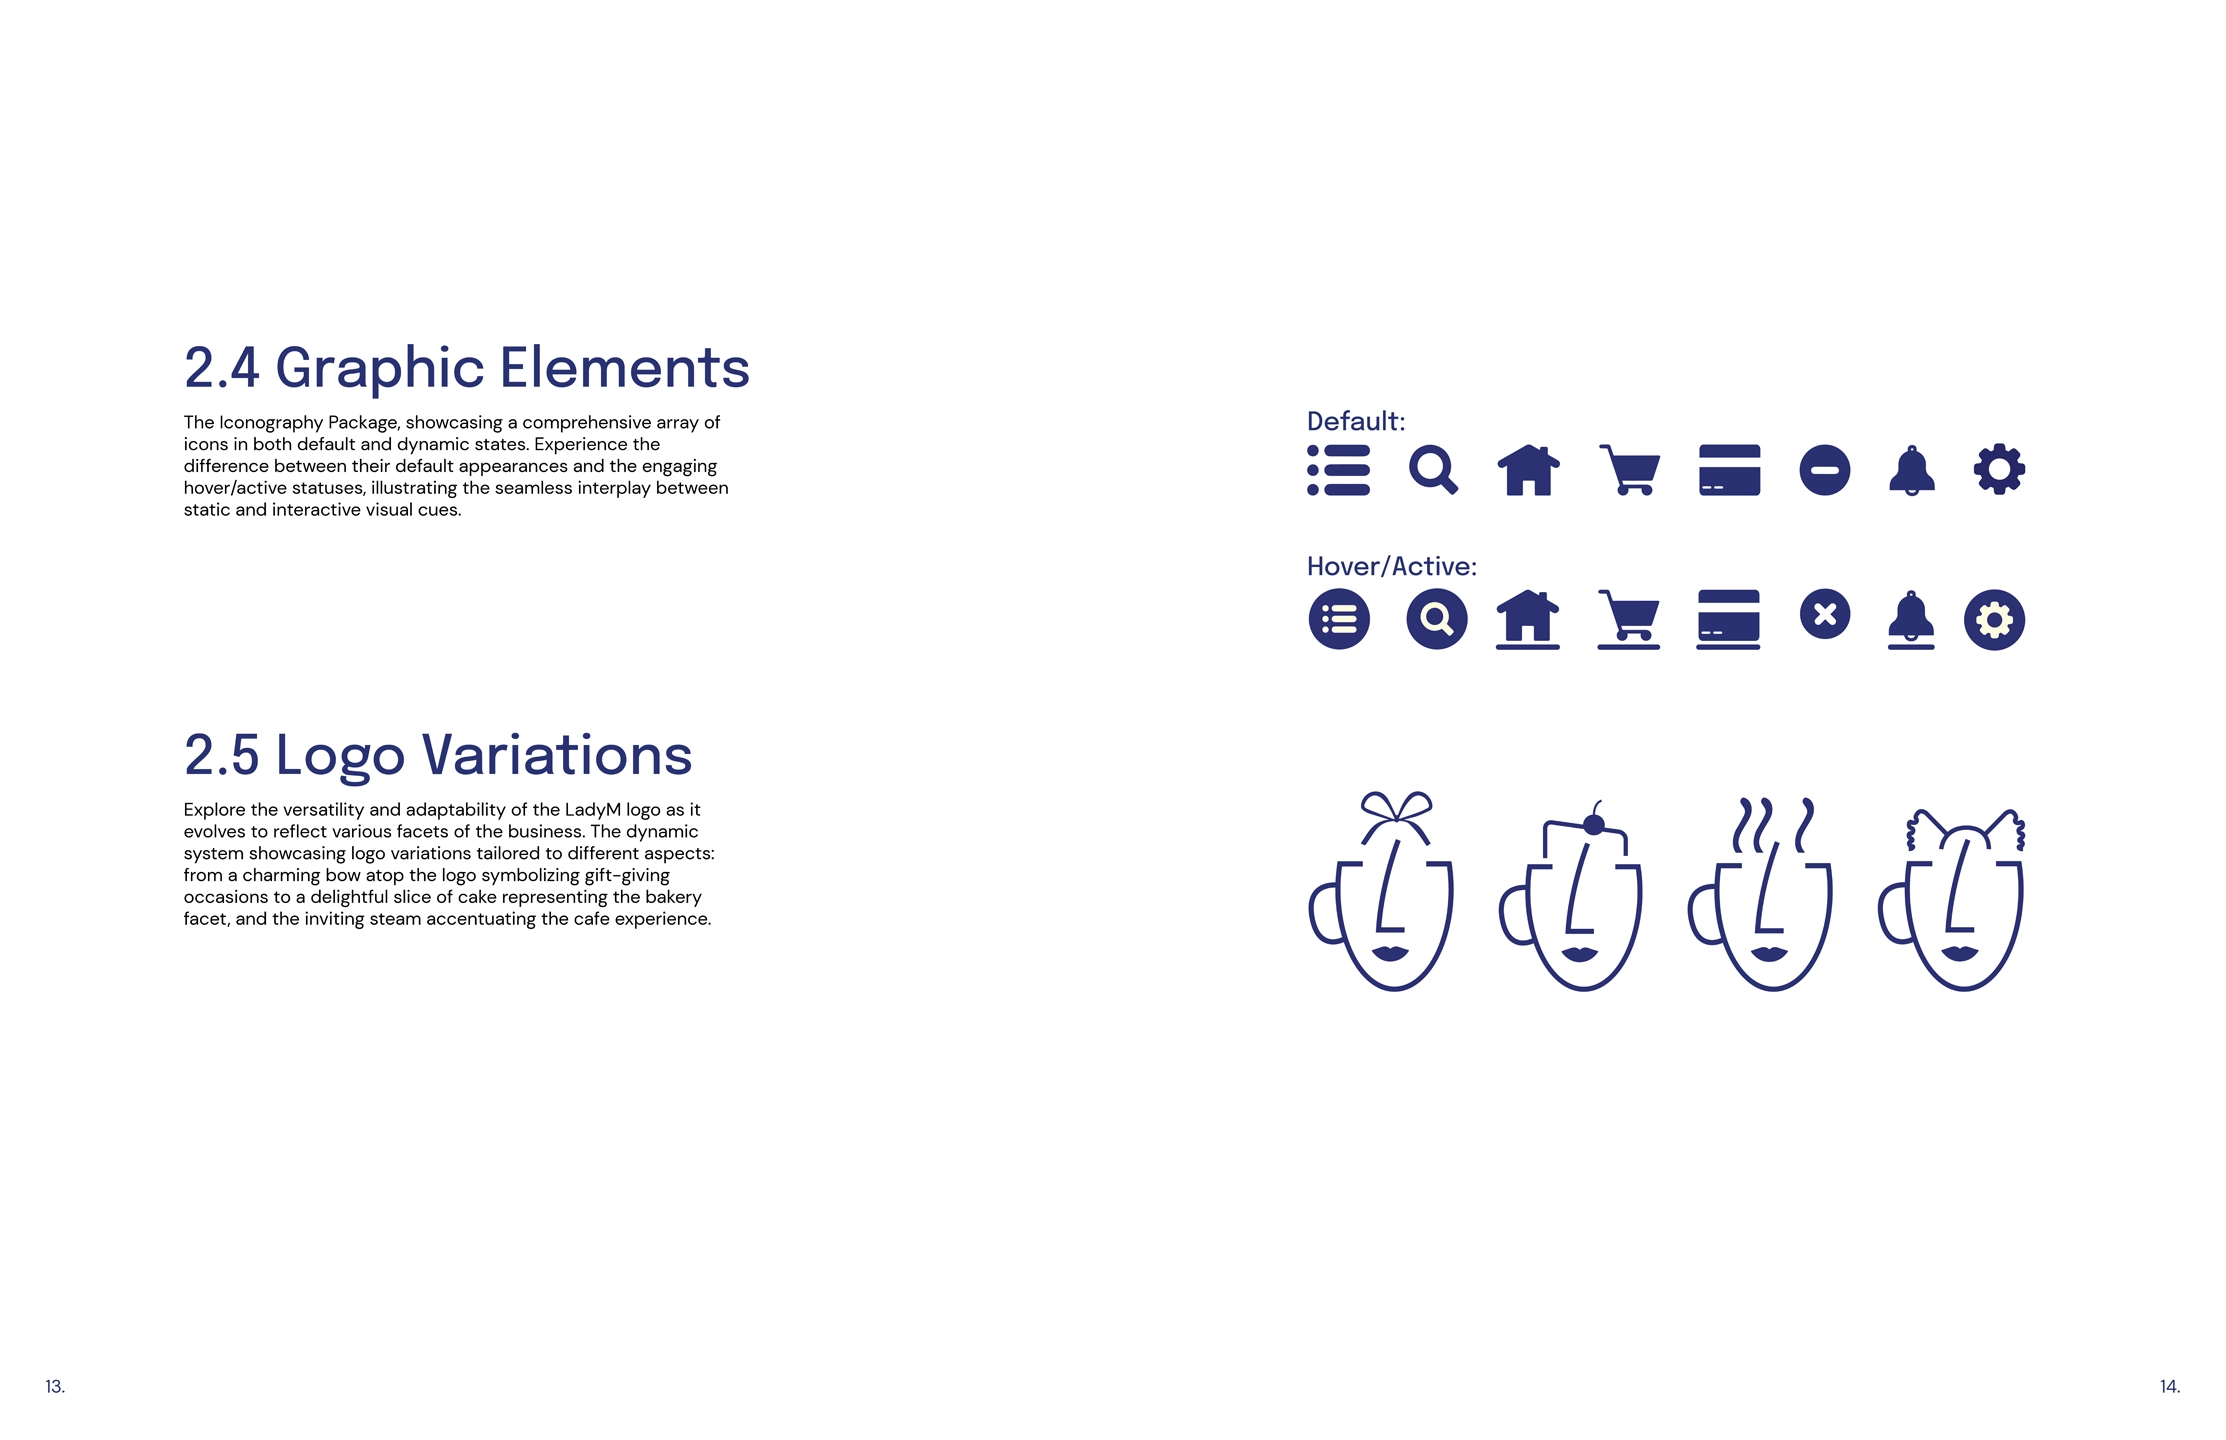 2.4 Graphic Elements
The Iconography Package, showcasing a comprehensive array of
icons in both default and dynamic states. Experience the
difference between their default appearances and the engaging
hover/active statuses, illustrating the seamless interplay between
static and interactive visual cues.
Default:
Hover/Active:
2.5 Logo Variations
Explore the versatility and adaptability of the LadyM logo as it
evolves to reflect various facets of the business. The dynamic
system showcasing logo variations tailored to different aspects:
from a charming bow atop the logo symbolizing gift-giving
occasions to a delightful slice of cake representing the bakery
facet, and the inviting steam accentuating the cafe experience.
13.
14.